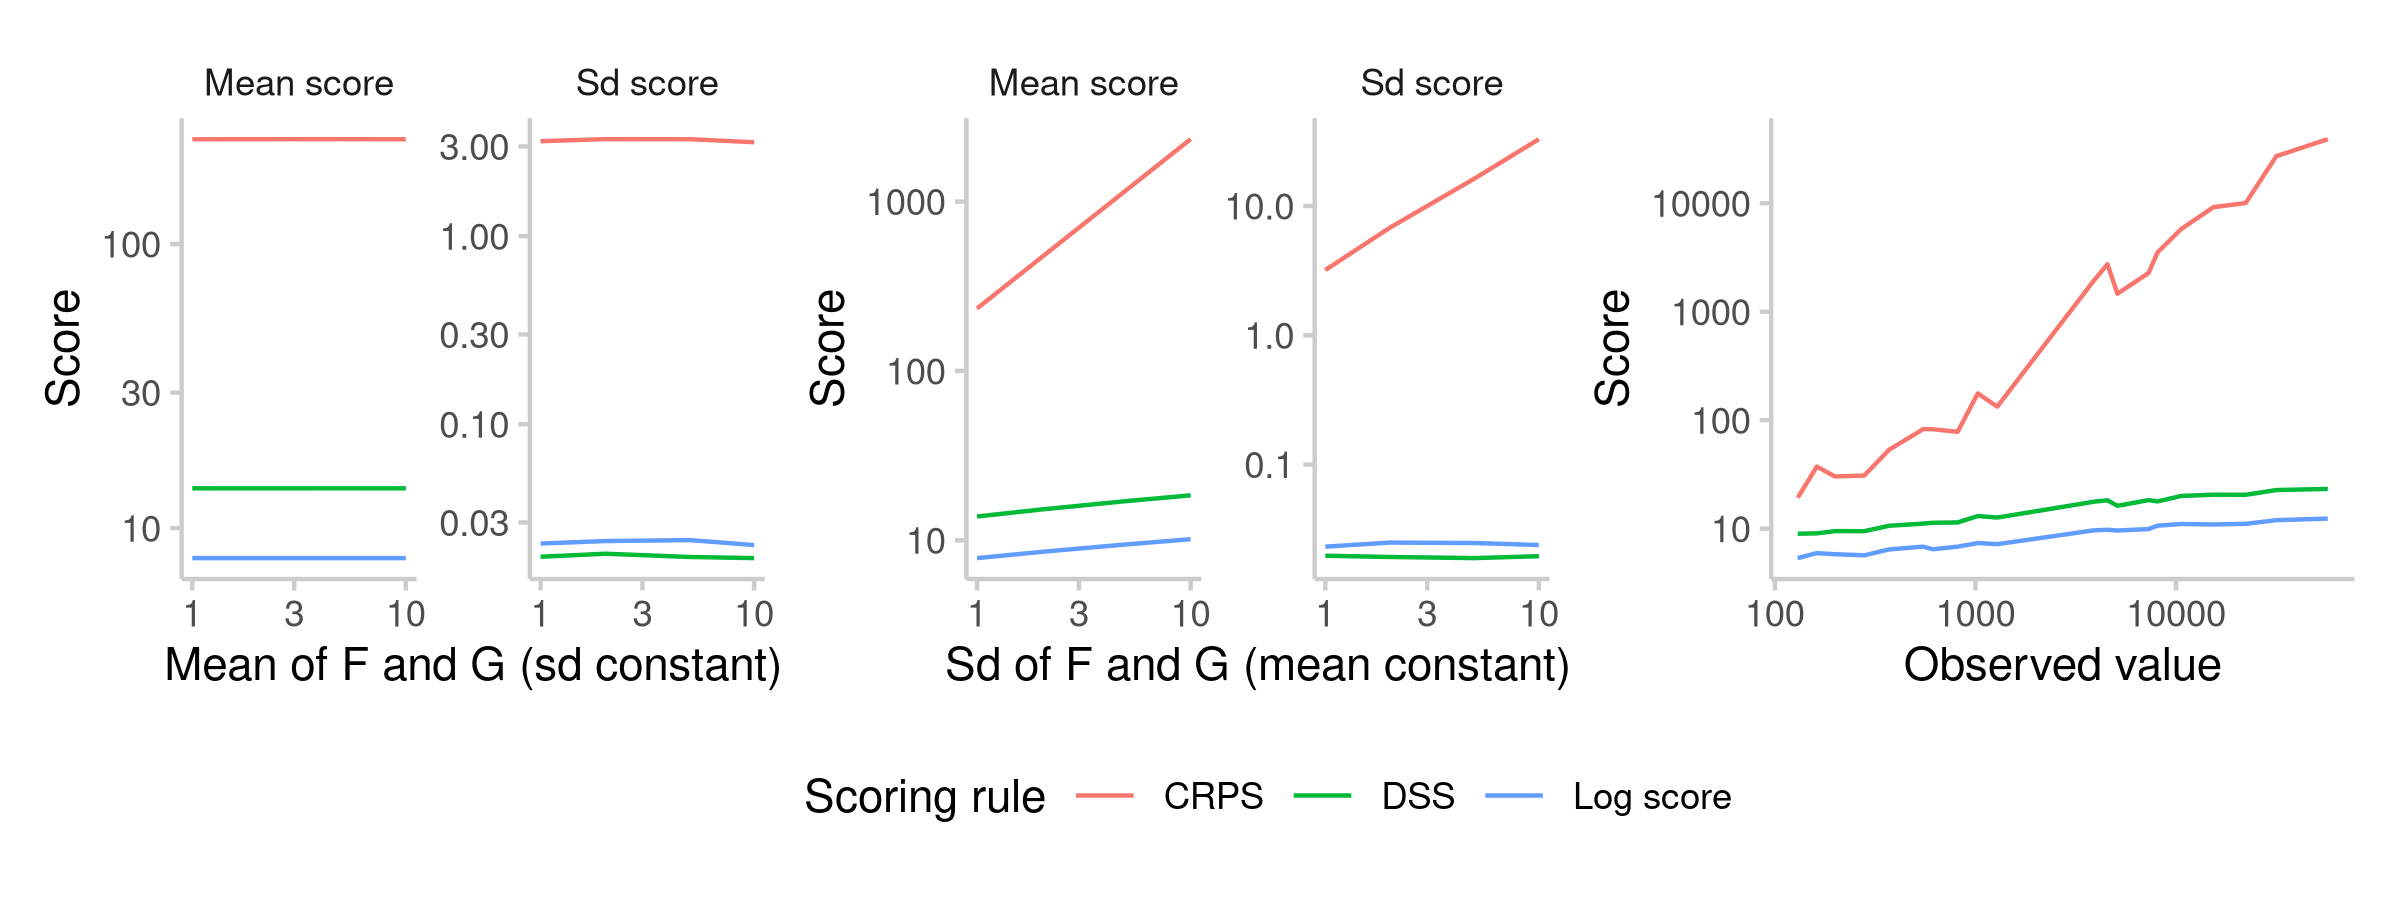 Mean score
Sd score
Score
100
30
10
3.00
1.00
0.30
0.10
0.03
1 3 10
1 3 10
Mean of F and G (sd constant)
Mean score
Sd score
Score
1000
100
10
10.0
1.0
0.1
1 3 10
1 3 10
Sd of F and G (mean constant)
Score
10000
1000
100
10
100 1000 10000
Observed value
Scoring rule CRPS DSS Log score